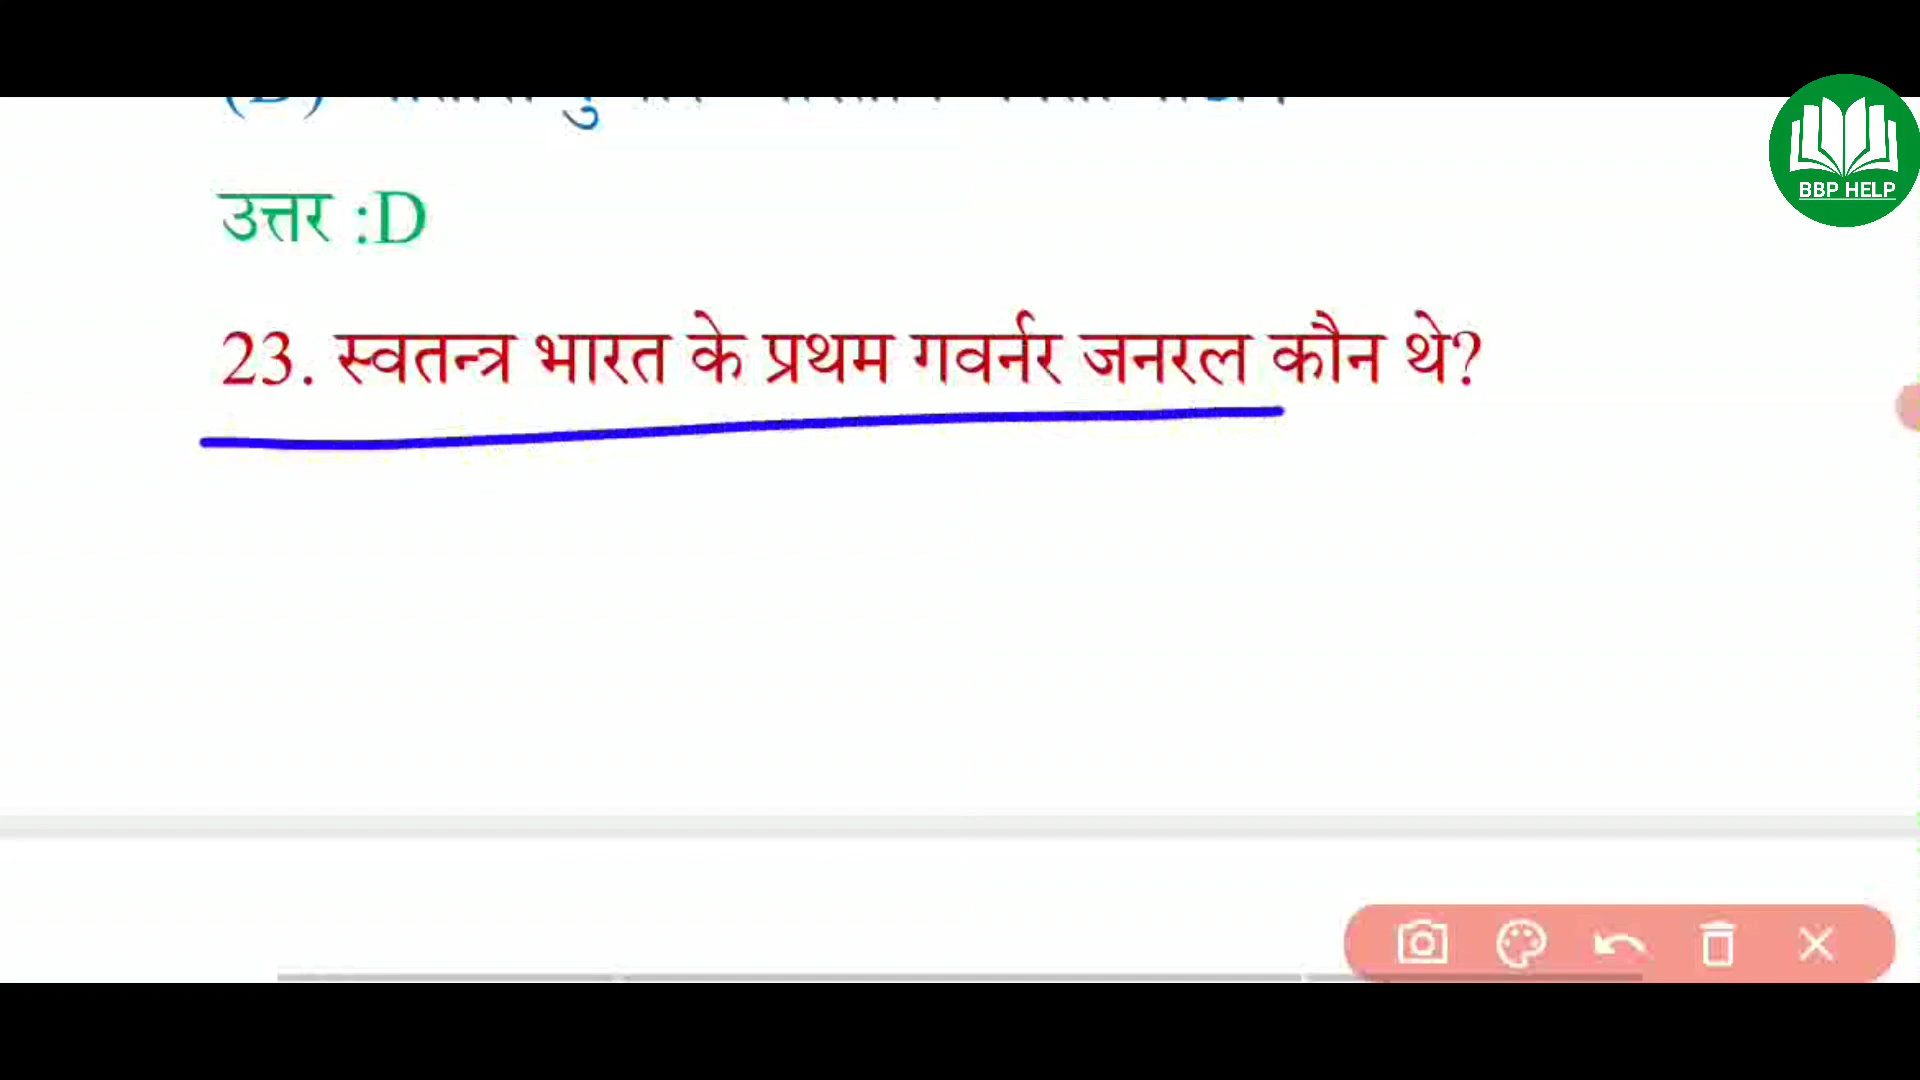 BBP HELP
उत्तर :D
23. स्वतन्त्र भारत के प्रथम गवर्नर जनरल कौन थे?